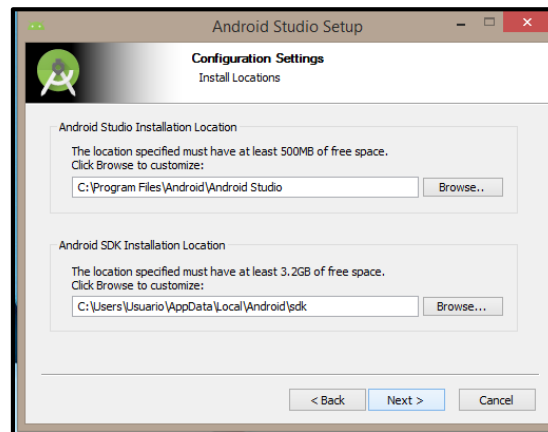 Android Studio Setup
Configuration Settings
Install Locations
Android Studio Installation Location
The location specified must have at least 500MB of free space.
Click Browse to customize:
C:\Program Files\Android\Android Studio
Browse..
Android SDK Installation Location
The location specified must have at least 3.2GB of free space.
Click Browse to customize:
C:\Users\Usuario\AppData\Local\Android\sdk
Browse...
< Back Next > Cancel